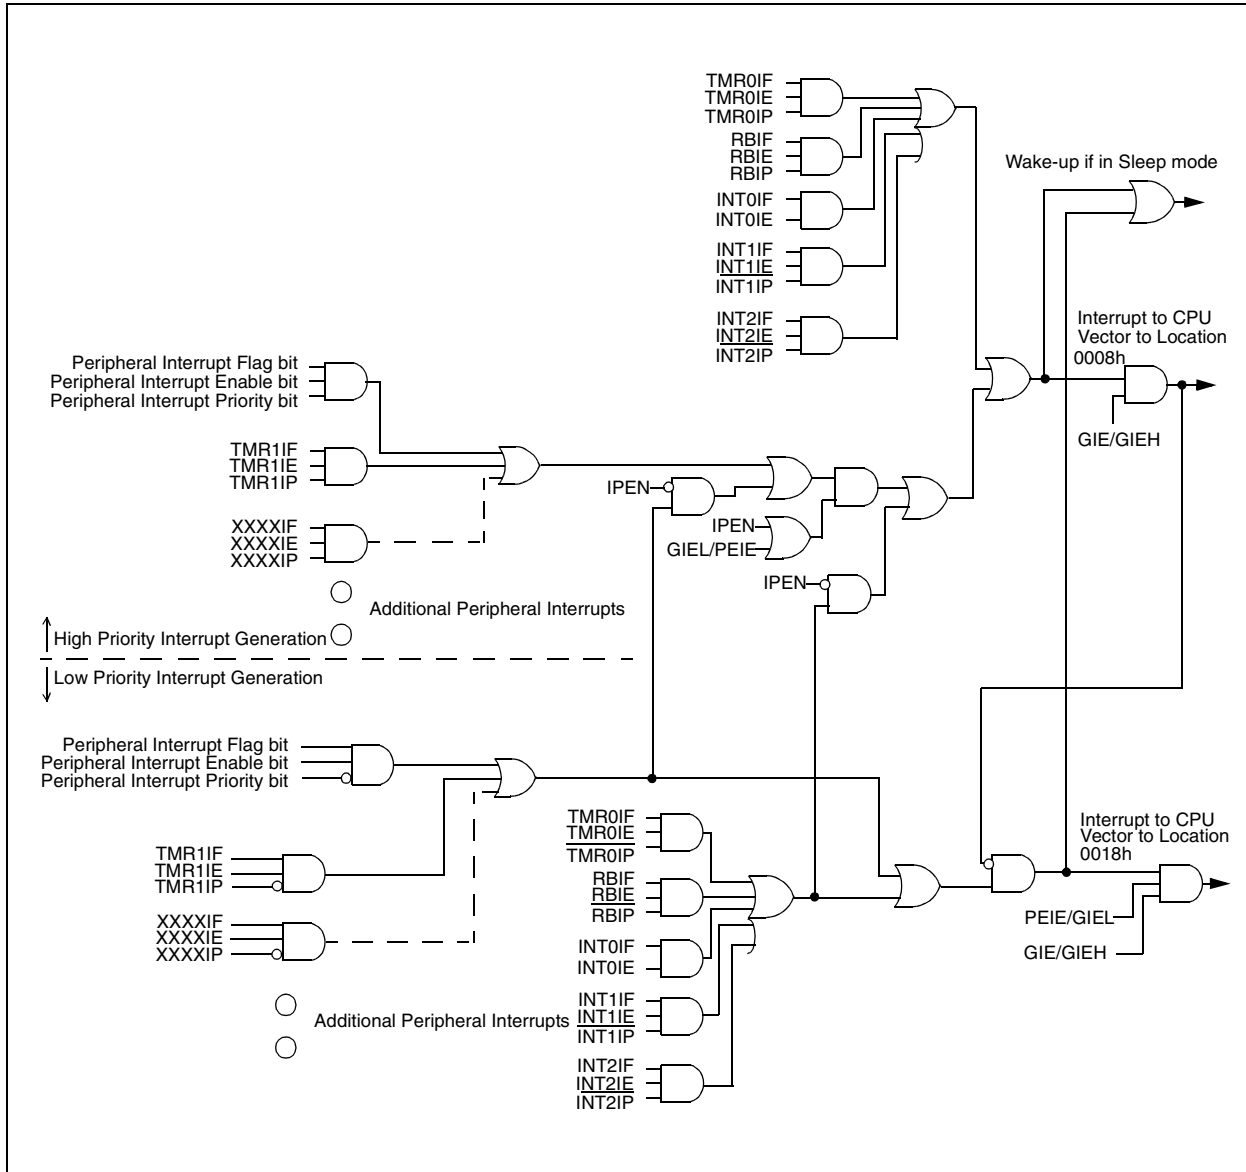 TMR0IF
TMR0IE
TMR0IP
RBIF
RBIE
RBIP
INT0IF
INT0IE
INT1IF
INT1IE
INT1IP
INT2IF
INT2IE
INT2IP
Wake-up if in Sleep mode
Interrupt to CPU
Vector to Location
0008h
GIE/GIEH
Peripheral Interrupt Flag bit
Peripheral Interrupt Enable bit
Peripheral Interrupt Priority bit
TMR1IF
TMR1IE
TMR1IP
XXXXIF
XXXXIE
XXXXIP
IPEN
IPEN
GIEL/PEIE
IPEN
Additional Peripheral Interrupts
High Priority Interrupt Generation
Low Priority Interrupt Generation
Peripheral Interrupt Flag bit
Peripheral Interrupt Enable bit
Peripheral Interrupt Priority bit
TMR1IF
TMR1IE
TMR1IP
XXXXIF
XXXXIE
XXXXIP
Additional Peripheral Interrupts
TMR0IF
TMR0IE
TMR0IP
RBIF
RBIE
RBIP
INT0IF
INT0IE
INT1IF
INT1IE
INT1IP
INT2IF
INT2IE
INT2IP
Interrupt to CPU
Vector to Location
0018h
PEIE/GIEL
GIE/GIEH